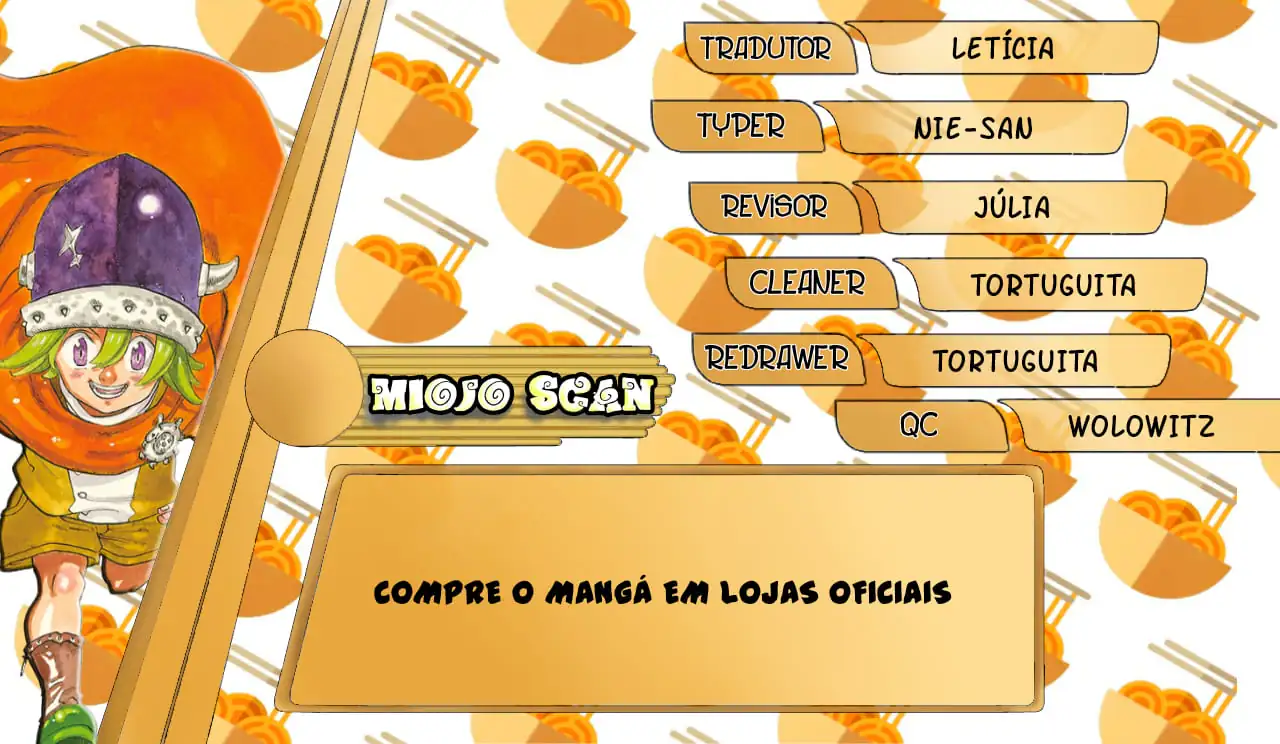 TRADUTOR LETÍCIA
TYPER NIE-SAN
REVISOR JÚLIA
CLEANER TORTUGUITA
REDRAWER TORTUGUITA
MIOJO SCAN
QC WOLOWITZ
COMPRE O MANGÁ EM LOJAS OFICIAIS